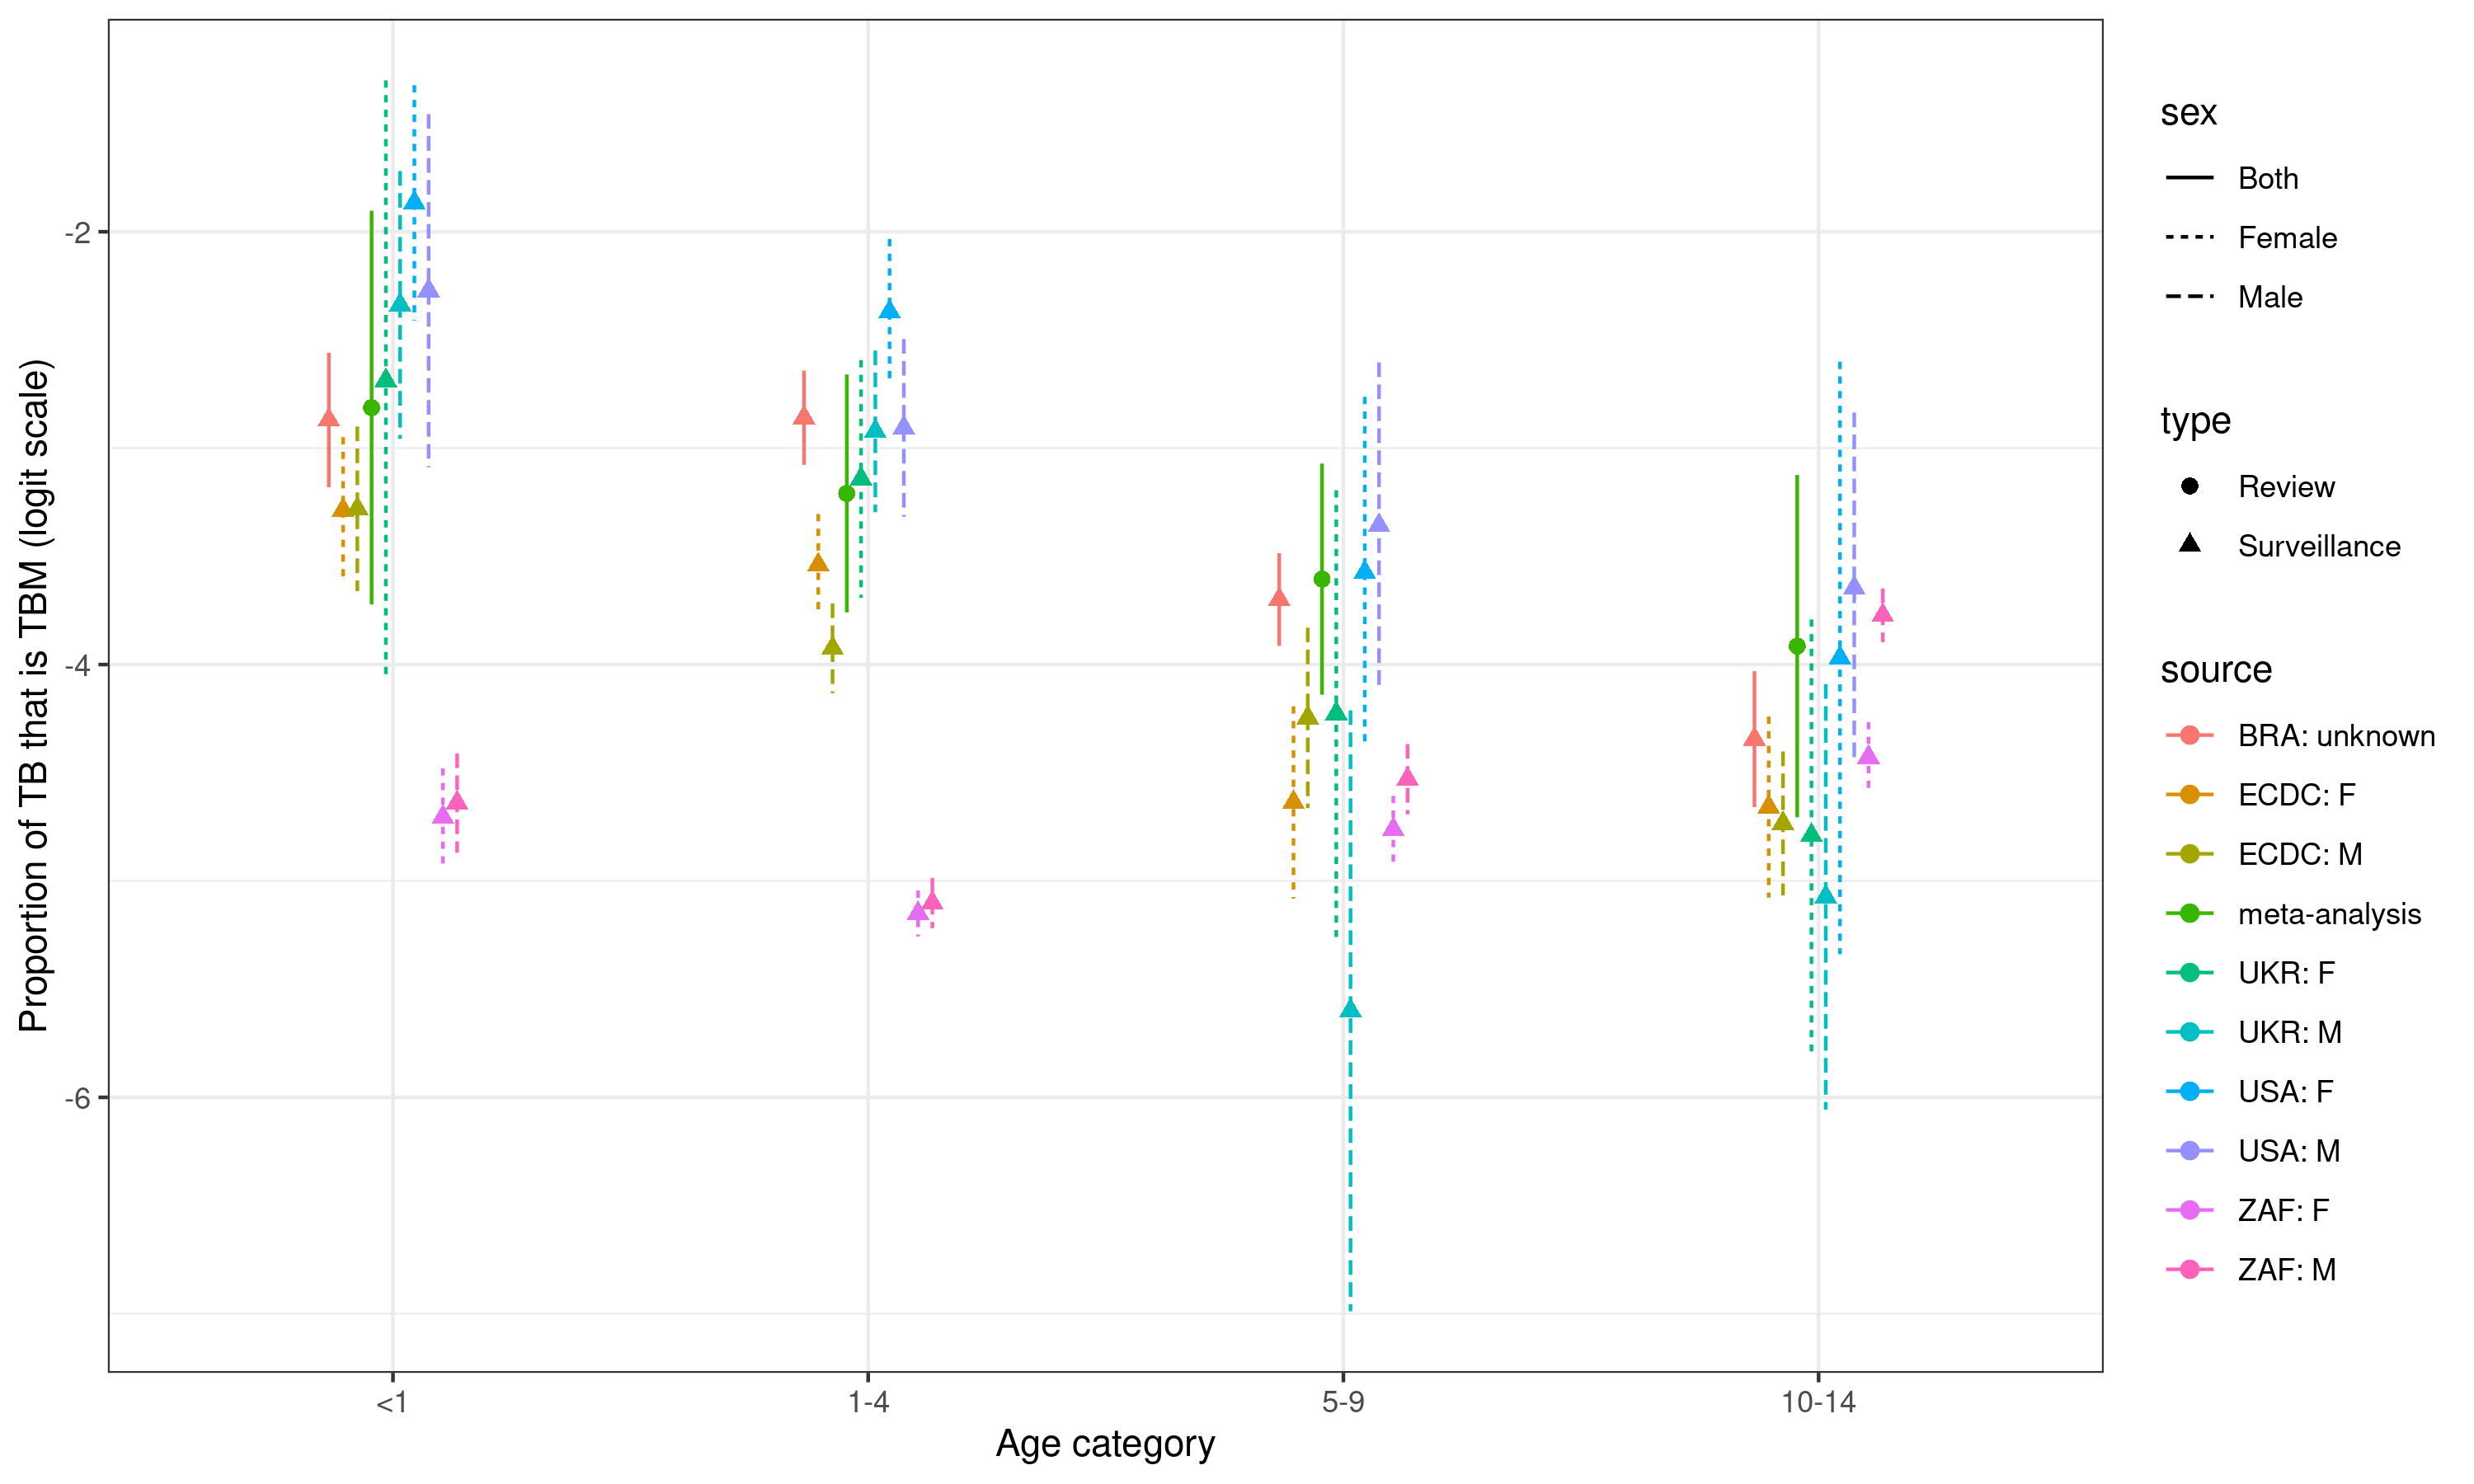 Proportion of TB that is TBM (logit scale)
-2
-4
-6
<1
1-4
5-9
10-14
Age category
sex
Both
Female
Male
type
Review
Surveillance
source
BRA: unknown
ECDC: F
ECDC: M
meta-analysis
UKR: F
UKR: M
USA: F
USA: M
ZAF: F
ZAF: M